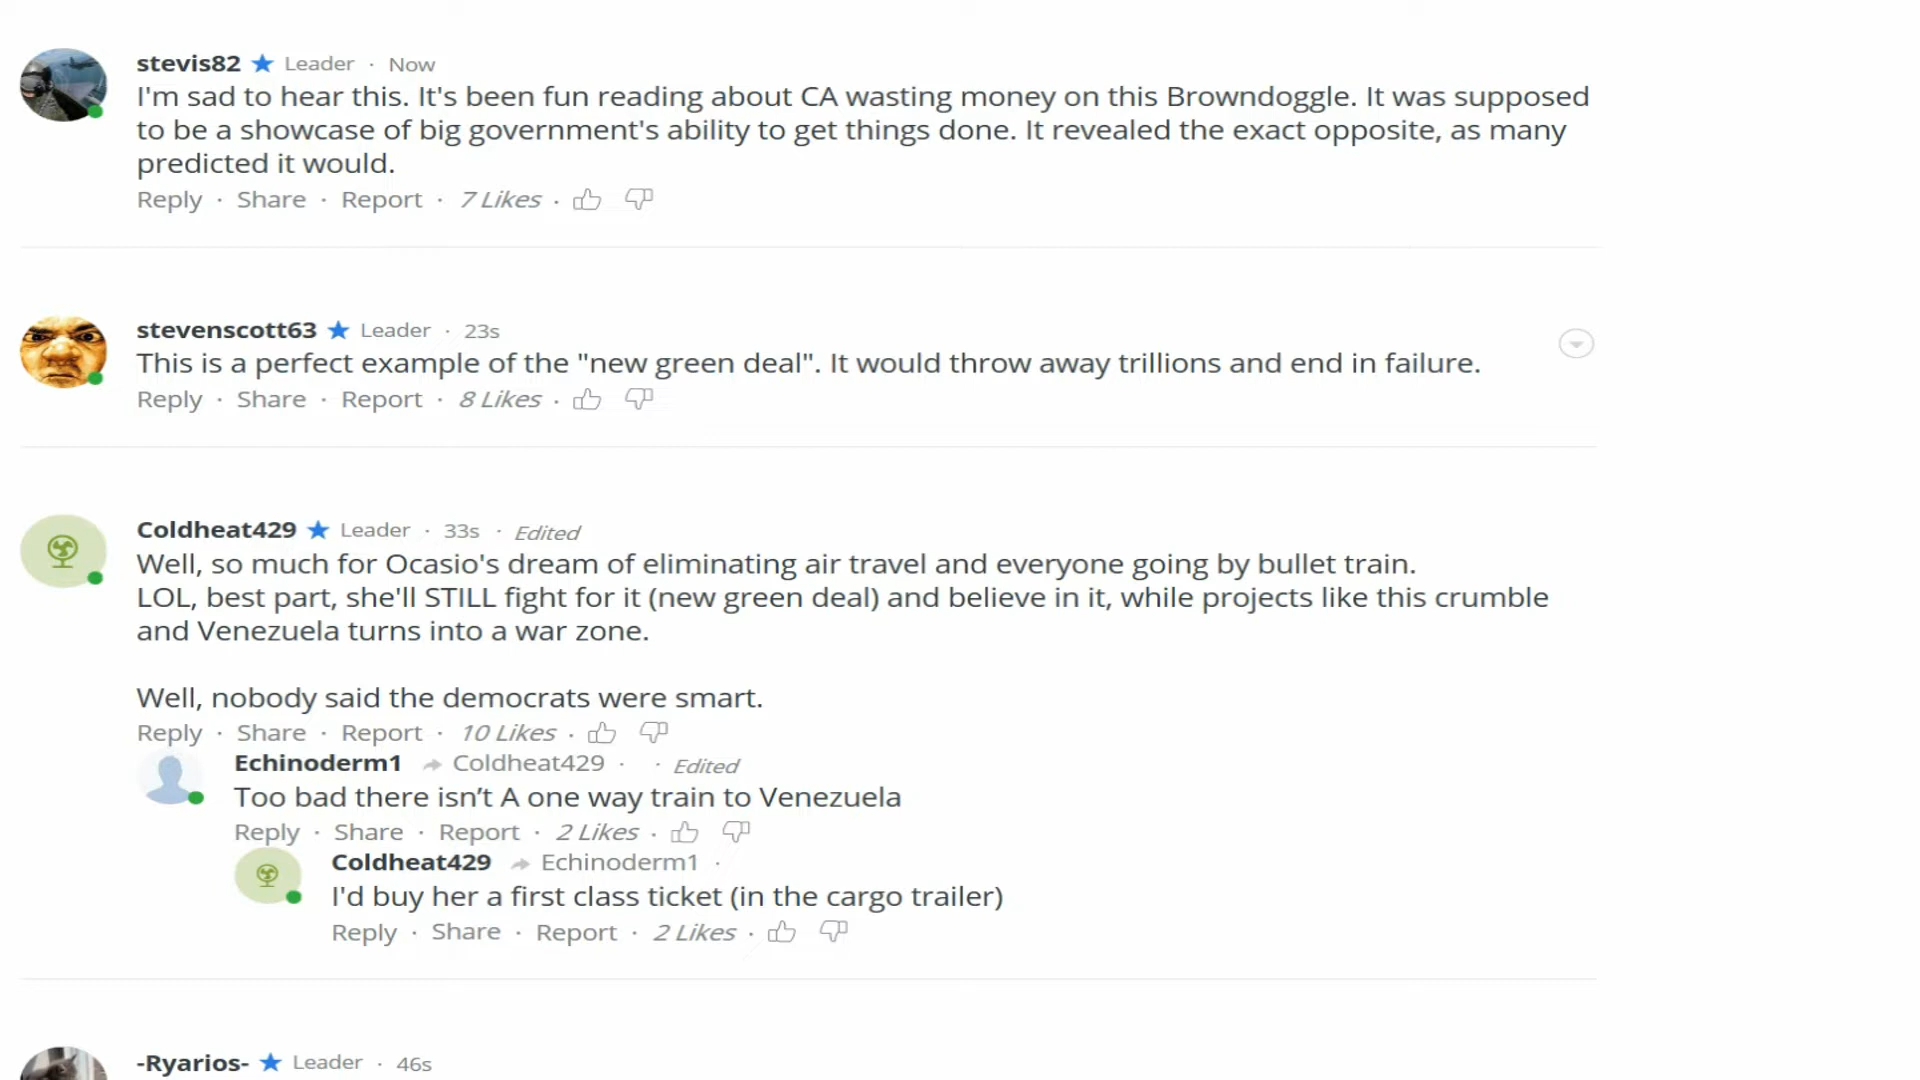 stevis82 ★ Leader · Now
I'm sad to hear this. It's been fun reading about CA wasting money on this Browndoggle. It was supposed
to be a showcase of big government's ability to get things done. It revealed the exact opposite, as many
predicted it would.
Reply · Share · Report · 7 Likes ·
stevenscott63 ★ Leader · 23s
This is a perfect example of the "new green deal". It would throw away trillions and end in failure.
Reply · Share · Report · 8 Likes ·
Coldheat429 ★ Leader · 33s · Edited
Well, so much for Ocasio's dream of eliminating air travel and everyone going by bullet train.
LOL, best part, she'll STILL fight for it (new green deal) and believe in it, while projects like this crumble
and Venezuela turns into a war zone.
Well, nobody said the democrats were smart.
Reply · Share · Report · 10 Likes ·
Echinoderm1 Coldheat429 · · Edited
Too bad there isn’t A one way train to Venezuela
Reply · Share · Report · 2 Likes ·
Coldheat429 Echinoderm1 ·
I'd buy her a first class ticket (in the cargo trailer)
Reply · Share · Report · 2 Likes ·
-Ryarios- ★ Leader · 46s